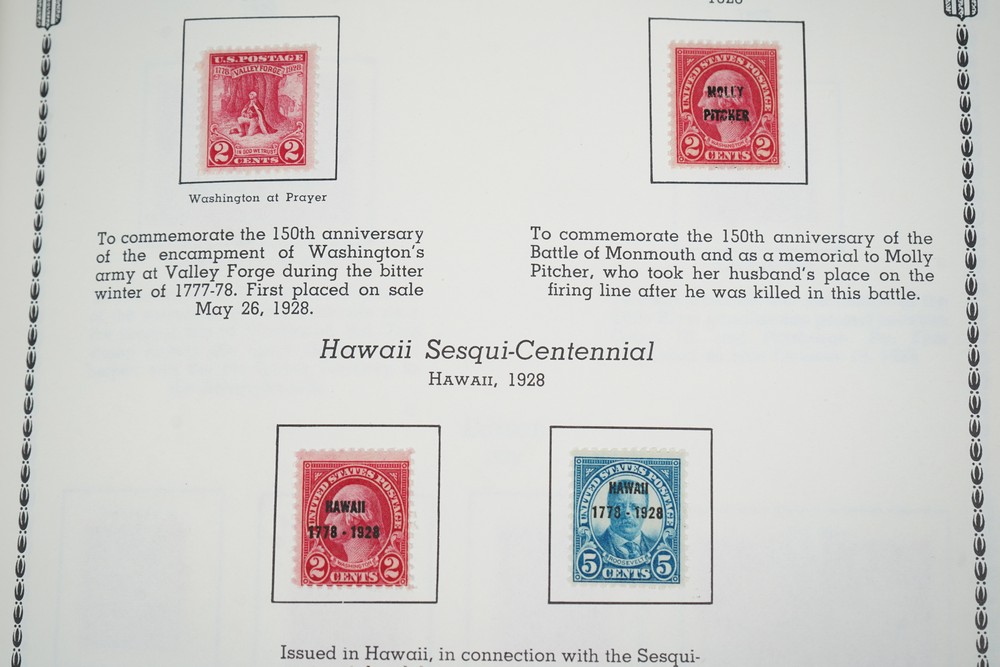 1928
U.S. POSTAGE
1778 VALLEY FORGE 1928
IN GOD WE TRUST
2 CENTS 2
Washington at Prayer
To commemorate the 150th anniversary
of the encampment of Washington's
army at Valley Forge during the bitter
winter of 1777-78. First placed on sale
May 26, 1928.
UNITED STATES POSTAGE
MOLLY
PITCHER
WASHINGTON
2 CENTS 2
To commemorate the 150th anniversary of the
Battle of Monmouth and as a memorial to Molly
Pitcher, who took her husband's place on the
firing line after he was killed in this battle.
Hawaii Sesqui-Centennial
HAWAII, 1928
UNITED STATES POSTAGE
HAWAII
1778 - 1928
WASHINGTON
2 CENTS 2
UNITED STATES POSTAGE
HAWAII
1778 - 1928
ROOSEVELT
5 CENTS 5
Issued in Hawaii, in connection with the Sesqui-